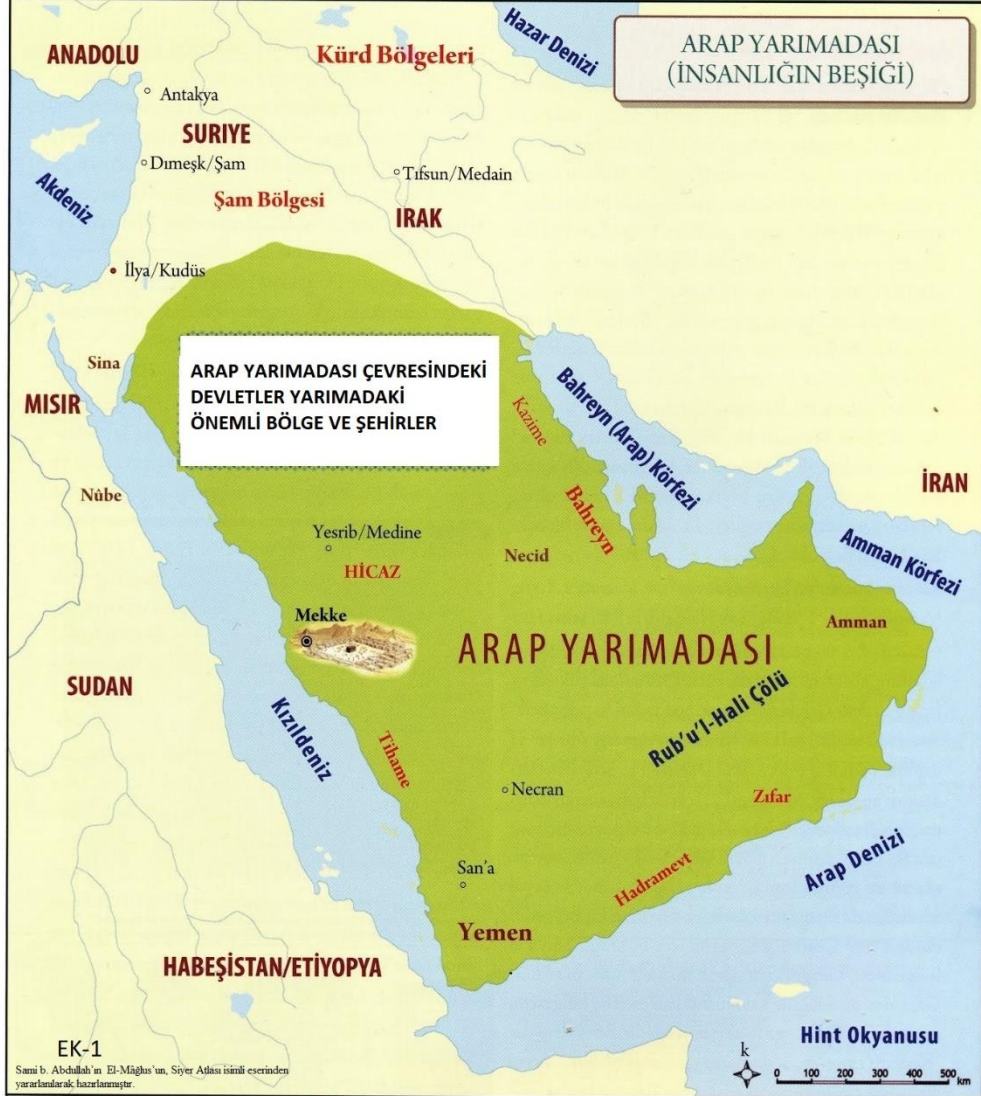 ARAP YARIMADASI
(İNSANLIĞIN BEŞİĞİ)
Hazar Denizi
ANADOLU
Kürd Bölgeleri
Antakya
SURIYE
Dımeşk/Şam
Tıfsun/Medain
Akdeniz
Şam Bölgesi
IRAK
İlya/Kudüs
ARAP YARIMADASI ÇEVRESİNDEKİ
DEVLETLER YARIMADAKİ
ÖNEMLİ BÖLGE VE ŞEHİRLER
Sina
MISIR
Kazime
Bahreyn (Arap) Körfezi
İRAN
Nûbe
Bahreyn
Yesrib/Medine
Necid
Amman Körfezi
HİCAZ
Mekke
Amman
ARAP YARIMADASI
SUDAN
Kızıldeniz
Rub'u'l-Hali Çölü
Tihame
Necran
Zıfar
San'a
Hadramevt
Arap Denizi
Yemen
HABEŞİSTAN/ETİYOPYA
Hint Okyanusu
EK-1
Sami b. Abdullah'ın El-Mâğlus'un, Siyer Atlası isimli eserinden
yararlanılarak hazırlanmıştır.
k
0 100 200 300 400 500
km